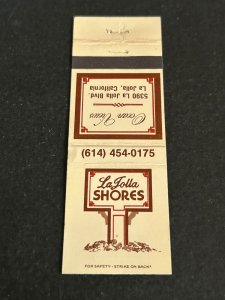 Ocean Views
5390 La Jolla Blvd.
La Jolla, California
(614) 454-0175
La Jolla
SHORES
FOR SAFETY - STRIKE ON BACK